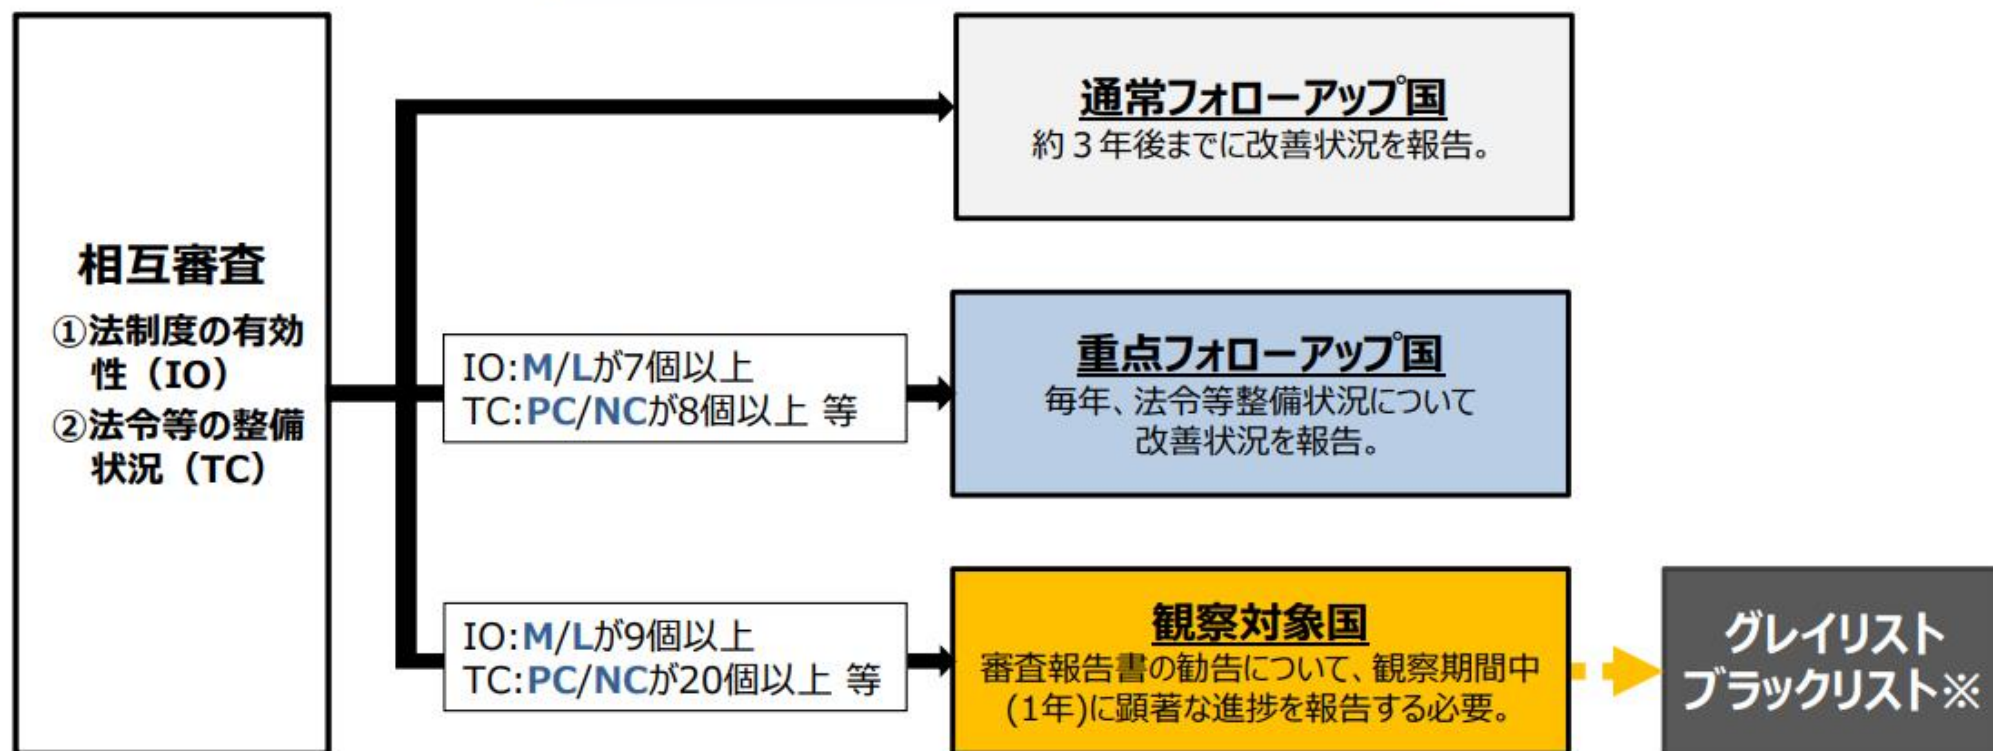 相互審査
①法制度の有効
性（IO）
②法令等の整備
状況（TC）
通常フォローアップ国
約３年後までに改善状況を報告。
IO:M/Lが7個以上
TC:PC/NCが8個以上 等
重点フォローアップ国
毎年、法令等整備状況について
改善状況を報告。
IO:M/Lが9個以上
TC:PC/NCが20個以上 等
観察対象国
審査報告書の勧告について、観察期間中
(1年)に顕著な進捗を報告する必要。
グレイリスト
ブラックリスト※